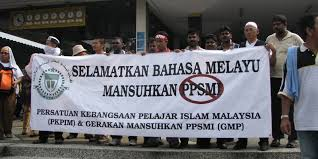 SELAMATKAN BAHASA MELAYU
MANSUHKAN PPSMI
PERSATUAN KEBANGSAAN PELAJAR ISLAM MALAYSIA
(PKPIM) & GERAKAN MANSUHKAN PPSMI (GMP)